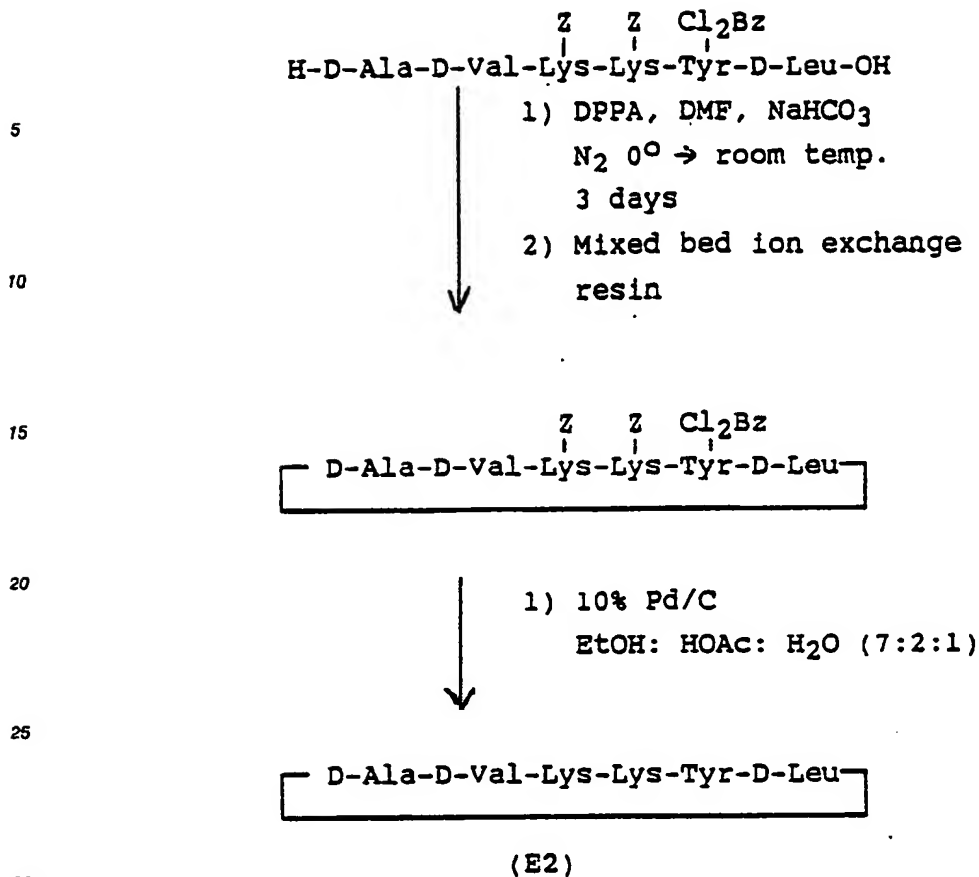 Z Z Cl2Bz
H-D-Ala-D-Val-Lys-Lys-Tyr-D-Leu-OH
1) DPPA, DMF, NaHCO3
5
N2 0° → room temp.
3 days
2) Mixed bed ion exchange
10
resin
15
Z Z Cl2Bz
D-Ala-D-Val-Lys-Lys-Tyr-D-Leu
20
1) 10% Pd/C
EtOH: HOAc: H2O (7:2:1)
25
D-Ala-D-Val-Lys-Lys-Tyr-D-Leu
(E2)